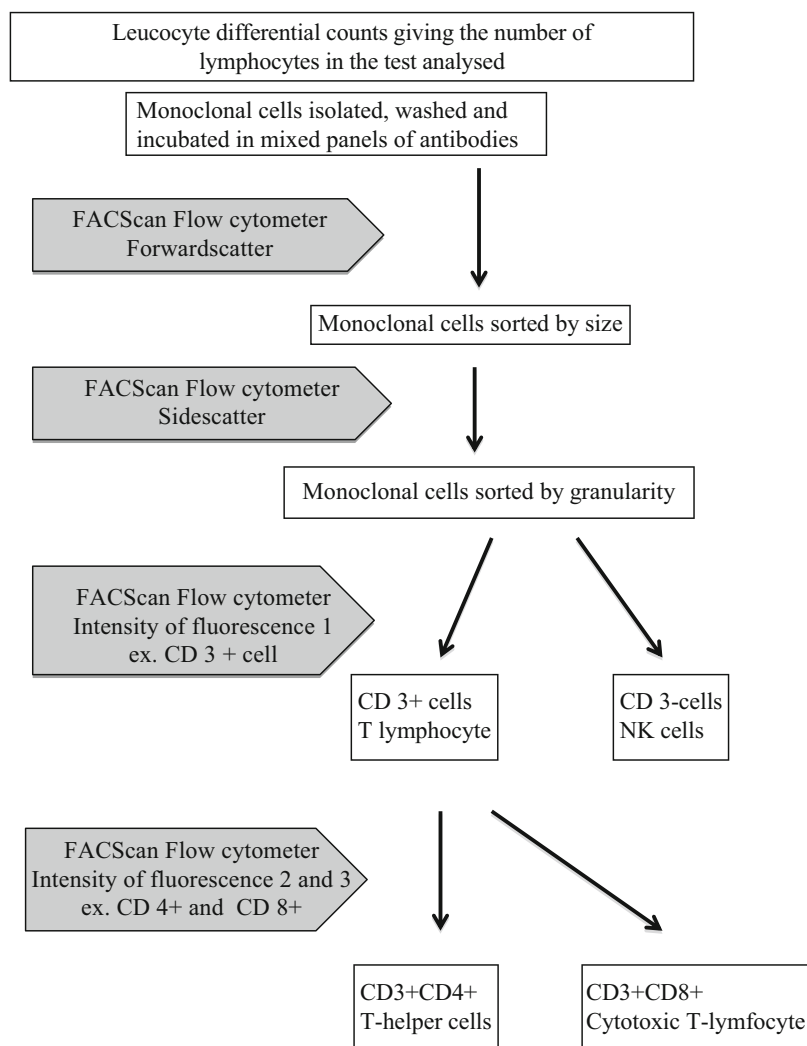 Leucocyte differential counts giving the number of
lymphocytes in the test analysed
Monoclonal cells isolated, washed and
incubated in mixed panels of antibodies
FACScan Flow cytometer
Forwardscatter
Monoclonal cells sorted by size
FACScan Flow cytometer
Sidescatter
Monoclonal cells sorted by granularity
FACScan Flow cytometer
Intensity of fluorescence 1
ex. CD 3 + cell
CD 3+ cells
T lymphocyte
CD 3-cells
NK cells
FACScan Flow cytometer
Intensity of fluorescence 2 and 3
ex. CD 4+ and CD 8+
CD3+CD4+
T-helper cells
CD3+CD8+
Cytotoxic T-lymfocyte